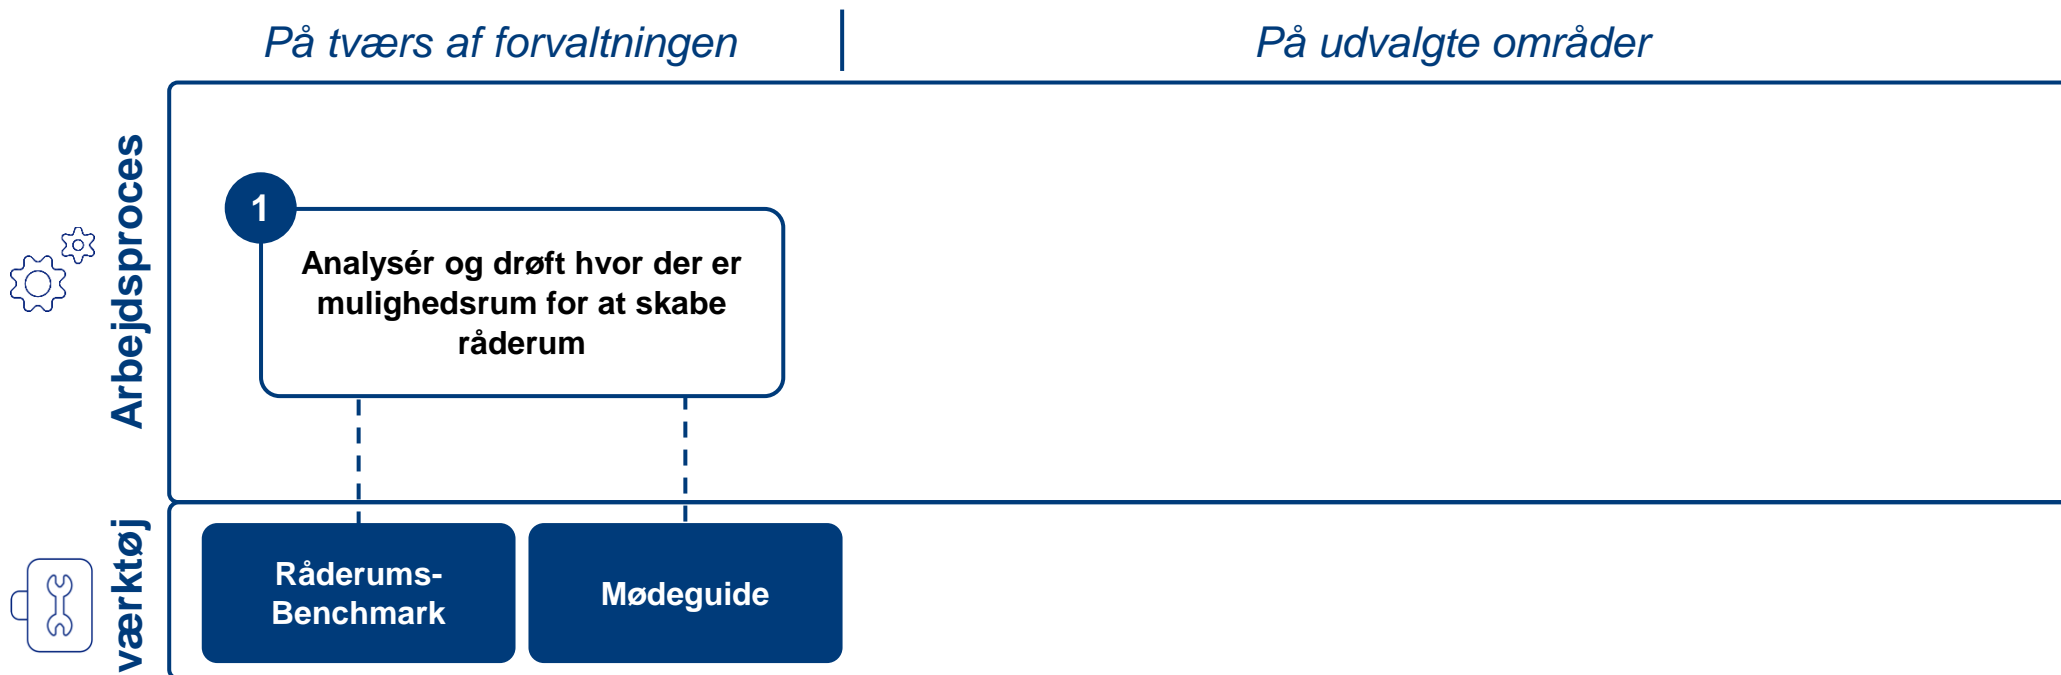 På tværs af forvaltningen
På udvalgte områder
Arbejdsproces
1
Analysér og drøft hvor der er
mulighedsrum for at skabe
råderum
værktøj
Råderums-
Benchmark
Mødeguide